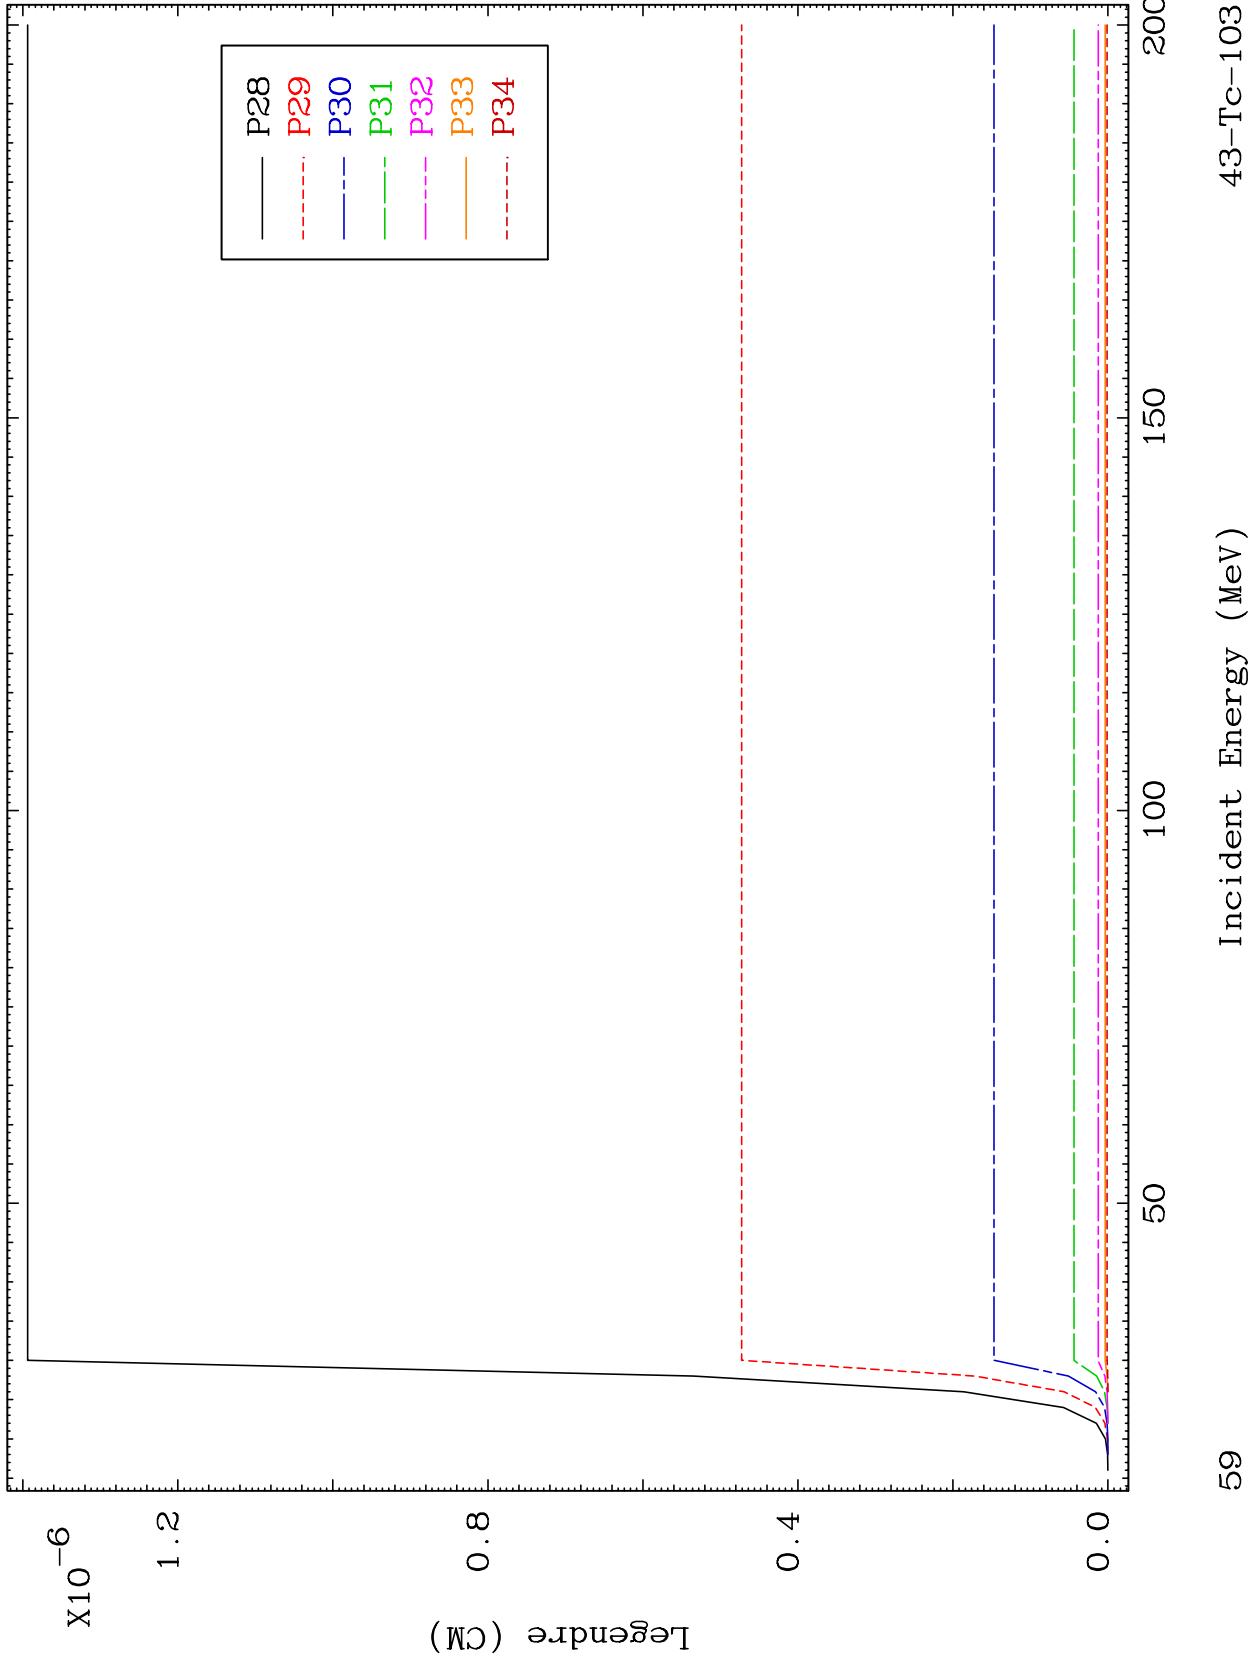 X10-6
1.2
0.8
0.4
0.0
Legendre (CM)
P28
P29
P30
P31
P32
P33
P34
50
100
150
200
Incident Energy (MeV)
59
43-Tc-103